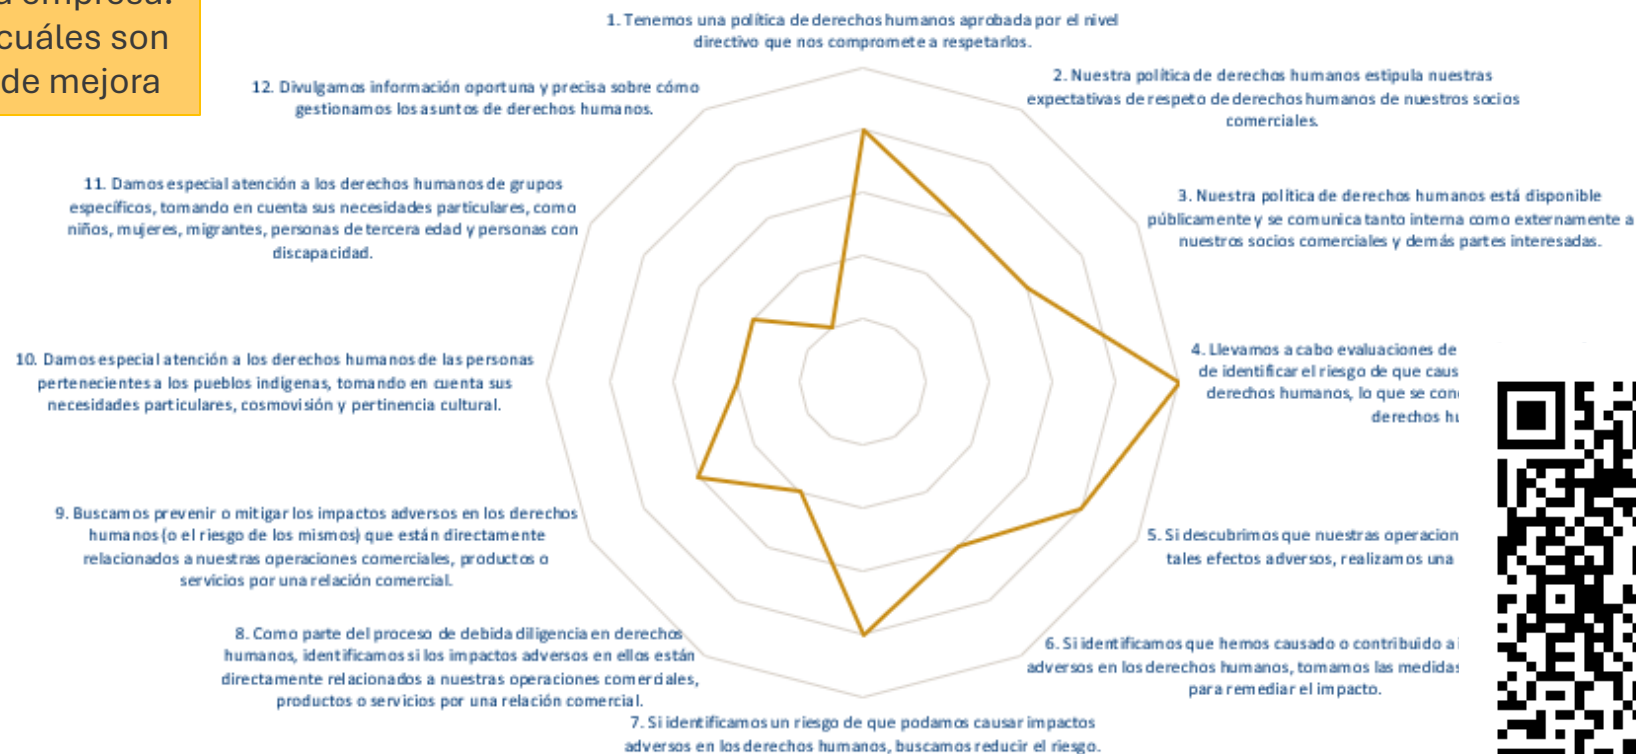 a empresa.
cuáles son
de mejora
1. Tenemos una política de derechos humanos aprobada por el nivel
directivo que nos compromete a respetarlos.
2. Nuestra política de derechos humanos estipula nuestras
expectativas de respeto de derechos humanos de nuestros socios
comerciales.
3. Nuestra política de derechos humanos está disponible
públicamente y se comunica tanto interna como externamente a
nuestros socios comerciales y demás partes interesadas.
4. Llevamos a cabo evaluaciones de
de identificar el riesgo de que caus
derechos humanos, lo que se con
derechos hu
5. Si descubrimos que nuestras operacion
tales efectos adversos, realizamos una
6. Si identificamos que hemos causado o contribuido a i
adversos en los derechos humanos, tomamos las medidas
para remediar el impacto.
7. Si identificamos un riesgo de que podamos causar impactos
adversos en los derechos humanos, buscamos reducir el riesgo.
8. Como parte del proceso de debida diligencia en derechos
humanos, identificamos si los impactos adversos en ellos están
directamente relacionados a nuestras operaciones comerciales,
productos o servicios por una relación comercial.
9. Buscamos prevenir o mitigar los impactos adversos en los derechos
humanos (o el riesgo de los mismos) que están directamente
relacionados a nuestras operaciones comerciales, productos o
servicios por una relación comercial.
10. Damos especial atención a los derechos humanos de las personas
pertenecientes a los pueblos indígenas, tomando en cuenta sus
necesidades particulares, cosmovisión y pertinencia cultural.
11. Damos especial atención a los derechos humanos de grupos
específicos, tomando en cuenta sus necesidades particulares, como
niños, mujeres, migrantes, personas de tercera edad y personas con
discapacidad.
12. Divulgamos información oportuna y precisa sobre cómo
gestionamos los asuntos de derechos humanos.